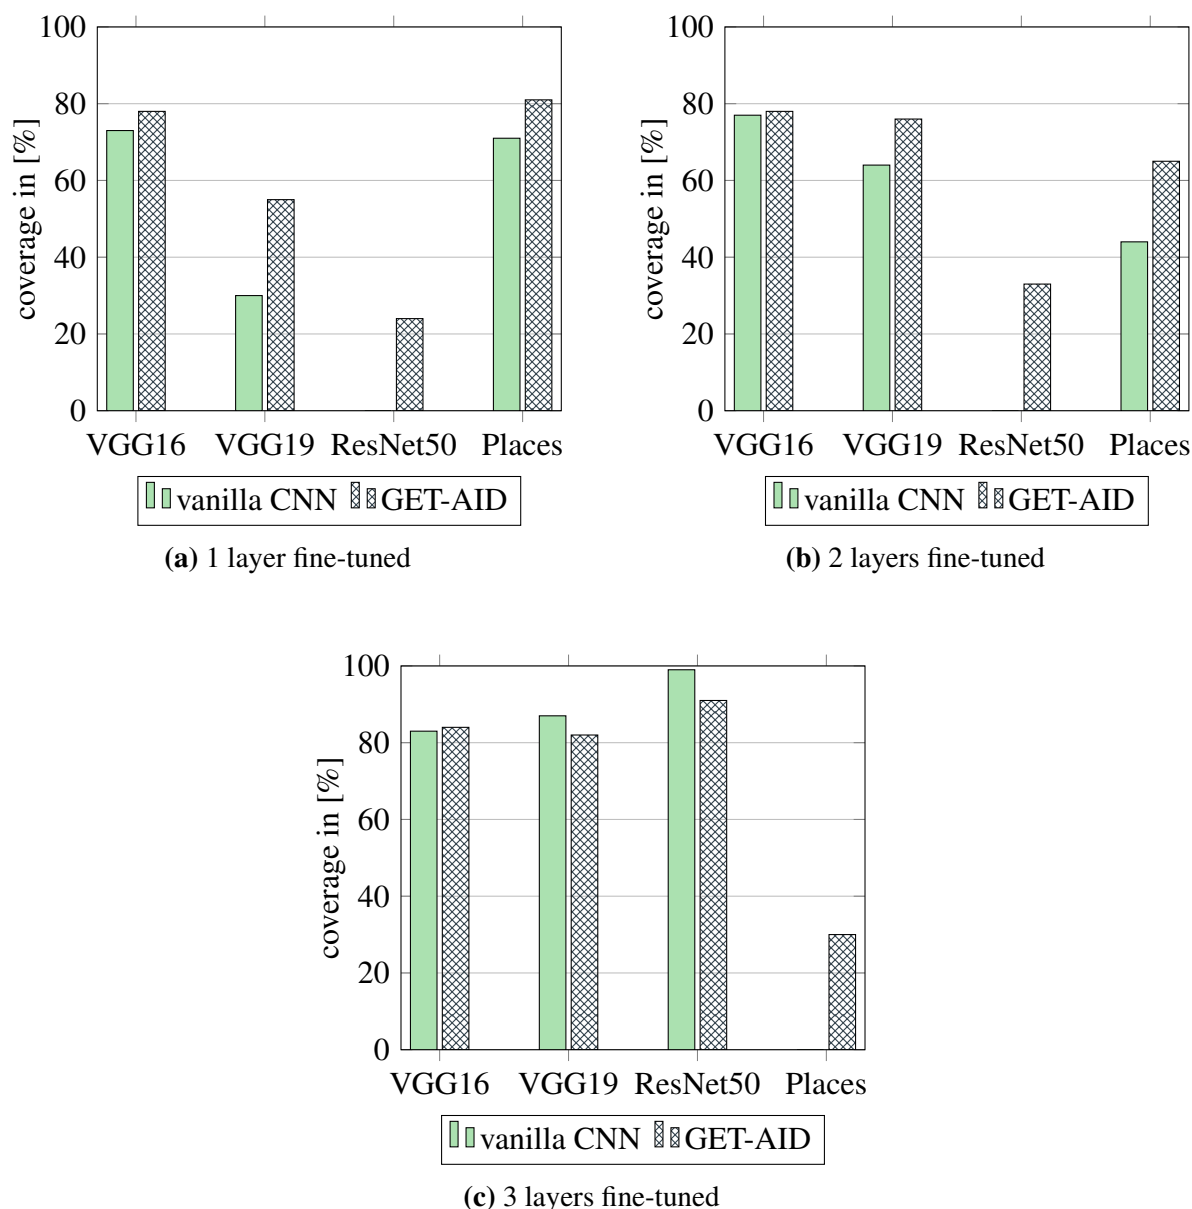 100
80
60
40
20
0
coverage in [%]
VGG16 VGG19 ResNet50 Places
vanilla CNN GET-AID
(a) 1 layer fine-tuned
100
80
60
40
20
0
coverage in [%]
VGG16 VGG19 ResNet50 Places
vanilla CNN GET-AID
(b) 2 layers fine-tuned
100
80
60
40
20
0
coverage in [%]
VGG16 VGG19 ResNet50 Places
vanilla CNN GET-AID
(c) 3 layers fine-tuned